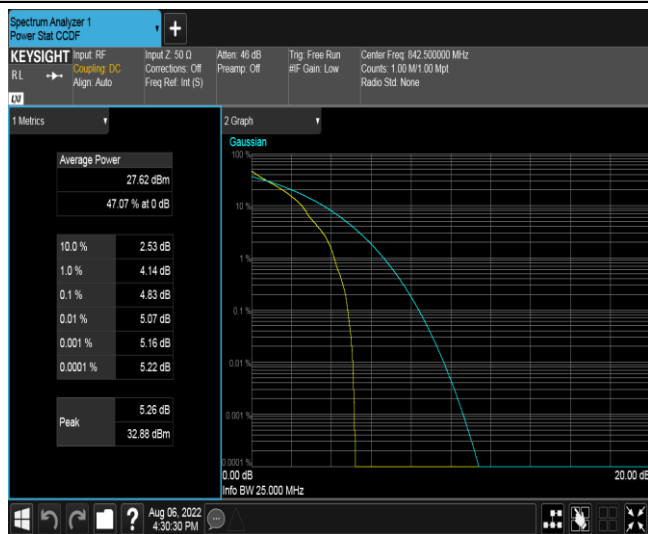 Spectrum Analyzer 1
Power Stat CCDF
+
KEYSIGHT
RL
LXI
Input: RF
Coupling: DC
Align: Auto
Input Z: 50 Ω
Corrections: Off
Freq Ref: Int (S)
Atten: 46 dB
Preamp: Off
Trig: Free Run
#IF Gain: Low
Center Freq: 842.500000 MHz
Counts: 1.00 M/1.00 Mpt
Radio Std: None
1 Metrics
Average Power
27.62 dBm
47.07 % at 0 dB
10.0 % 2.53 dB
1.0 % 4.14 dB
0.1 % 4.83 dB
0.01 % 5.07 dB
0.001 % 5.16 dB
0.0001 % 5.22 dB
Peak
5.26 dB
32.88 dBm
2 Graph
Gaussian
100 %
10 %
1 %
0.1 %
0.01 %
0.001 %
0.0001 %
0.00 dB
20.00 dB
Info BW 25.000 MHz
?
Aug 06, 2022
4:30:30 PM